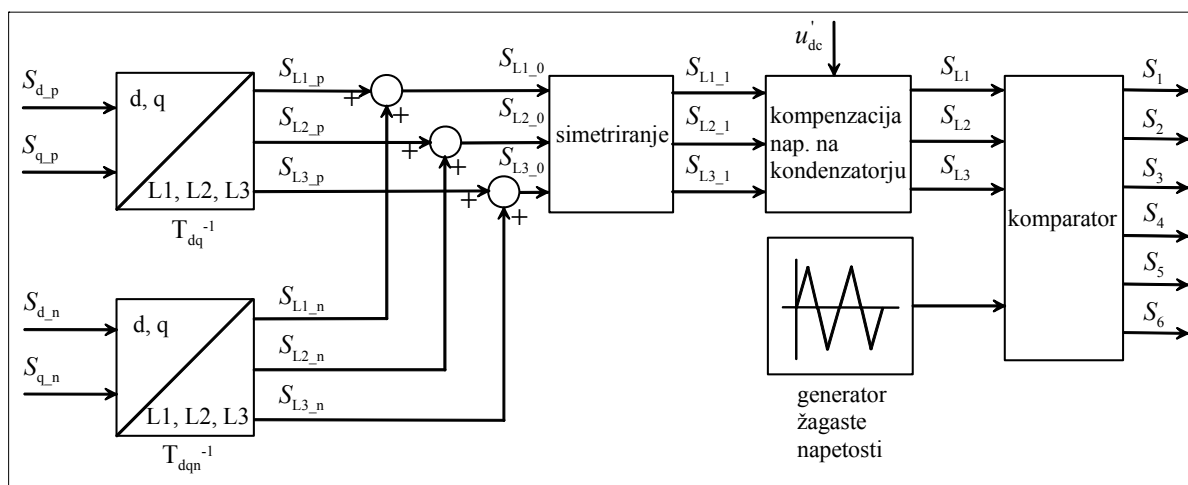 S_d_p
S_q_p
d, q
L1, L2, L3
T_dq^-1
S_L1_p
S_L2_p
S_L3_p
+
+
+
+
+
+
S_L1_0
S_L2_0
S_L3_0
simetriranje
S_L1_1
S_L2_1
S_L3_1
u'_dc
kompenzacija
nap. na
kondenzatorju
S_L1
S_L2
S_L3
komparator
S_1
S_2
S_3
S_4
S_5
S_6
S_d_n
S_q_n
d, q
L1, L2, L3
T_dqn^-1
S_L1_n
S_L2_n
S_L3_n
generator
žagaste
napetosti